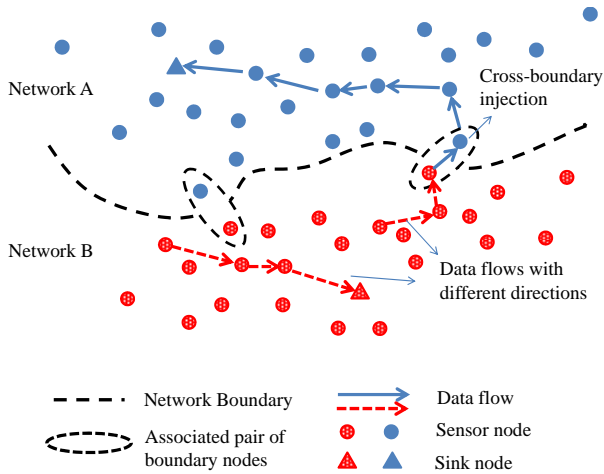 Network A
Cross-boundary
injection
Network B
Data flows with
different directions
Network Boundary
Data flow
Associated pair of
boundary nodes
Sensor node
Sink node